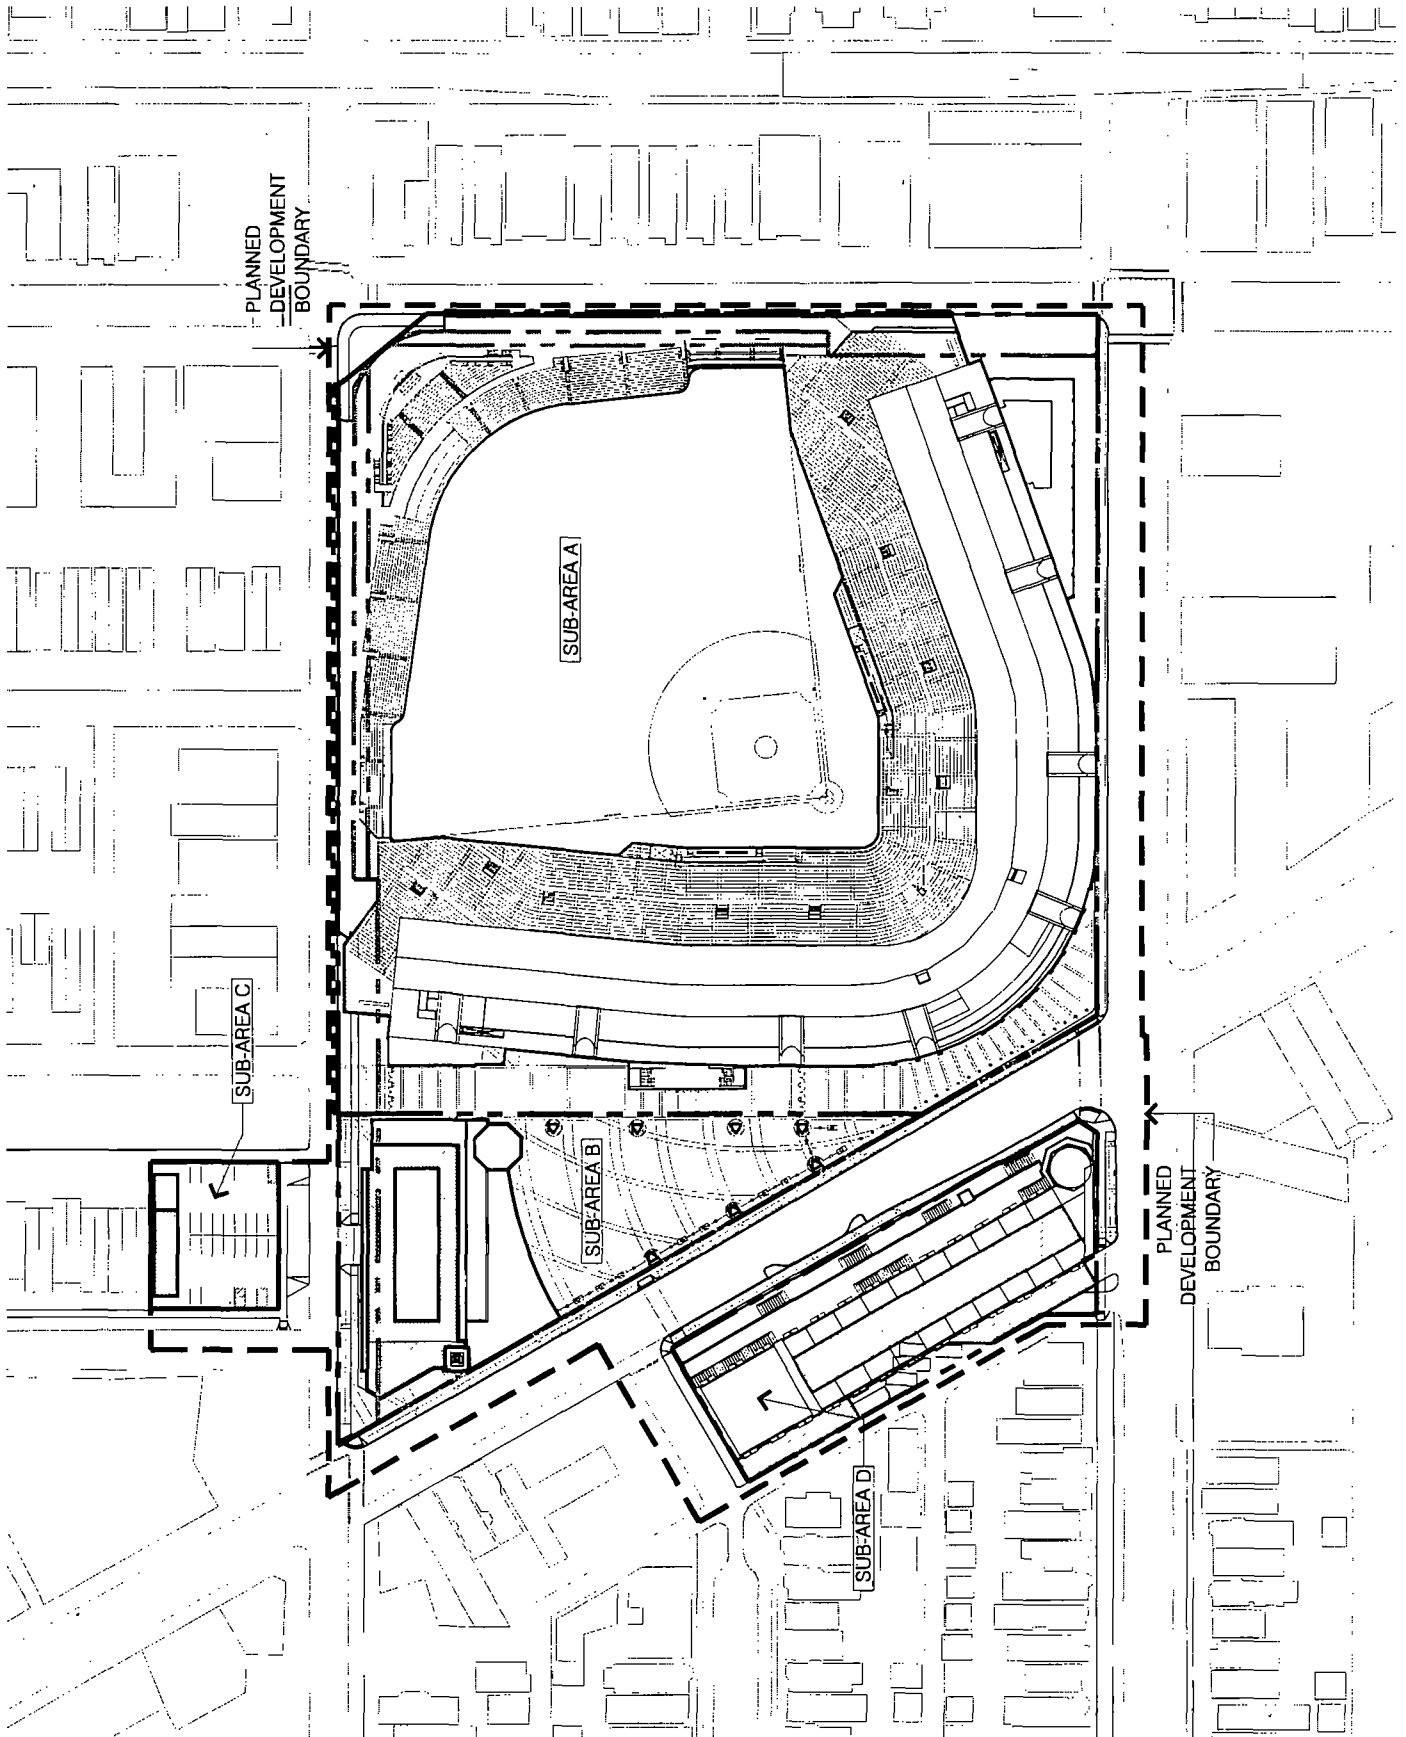 PLANNED
DEVELOPMENT
BOUNDARY
SUB-AREA A
SUB-AREA C
SUB-AREA B
PLANNED
DEVELOPMENT
BOUNDARY
SUB-AREA D